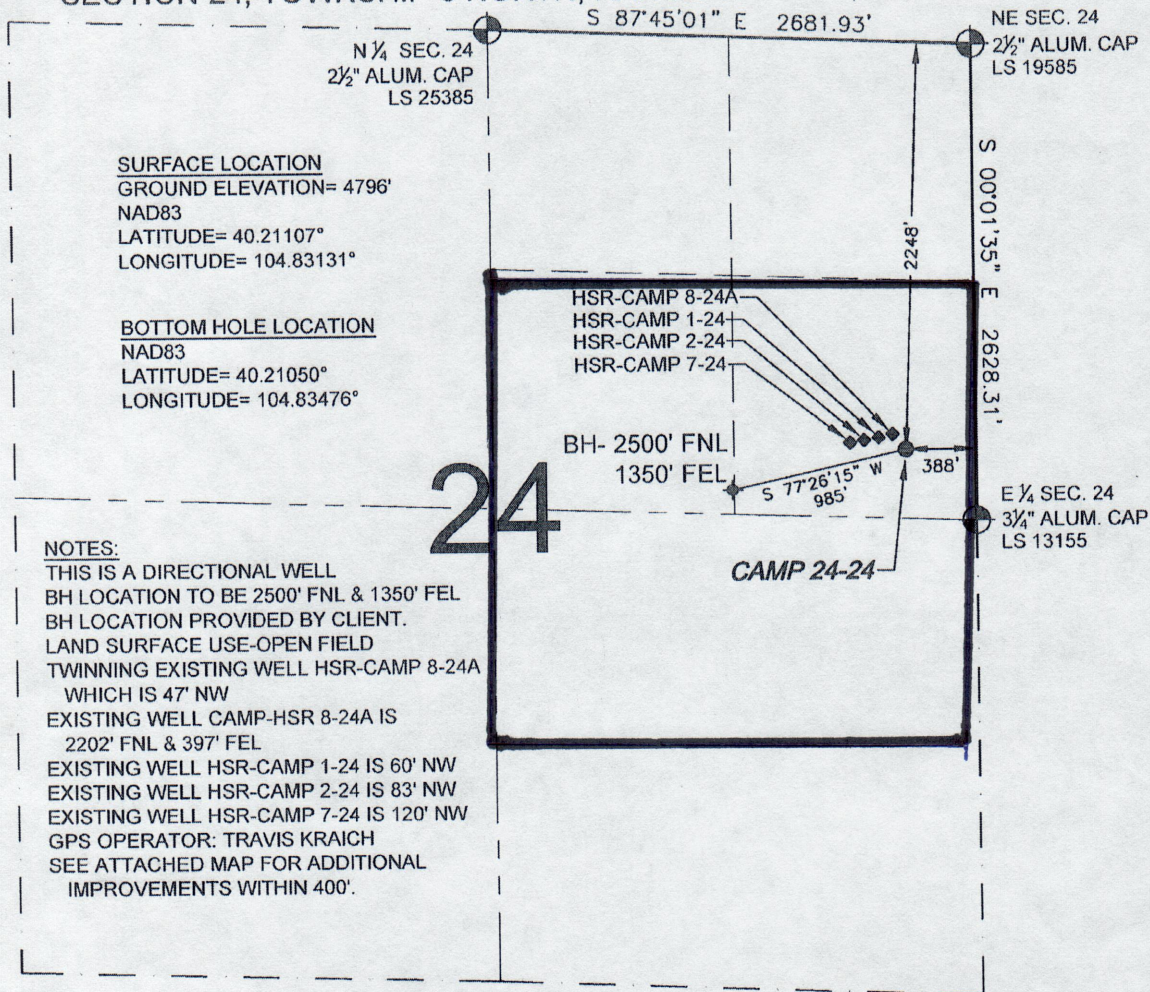 S 87°45'01" E 2681.93'
N ¼ SEC. 24
2½" ALUM. CAP
LS 25385
NE SEC. 24
2½" ALUM. CAP
LS 19585
SURFACE LOCATION
GROUND ELEVATION= 4796'
NAD83
LATITUDE= 40.21107°
LONGITUDE= 104.83131°
S 00°01'35" E 2628.31'
2248'
BOTTOM HOLE LOCATION
NAD83
LATITUDE= 40.21050°
LONGITUDE= 104.83476°
HSR-CAMP 8-24A
HSR-CAMP 1-24
HSR-CAMP 2-24
HSR-CAMP 7-24
BH- 2500' FNL
1350' FEL
S 77°26'15" W
985'
388'
24
E ¼ SEC. 24
3¼" ALUM. CAP
LS 13155
CAMP 24-24
NOTES:
THIS IS A DIRECTIONAL WELL
BH LOCATION TO BE 2500' FNL & 1350' FEL
BH LOCATION PROVIDED BY CLIENT.
LAND SURFACE USE-OPEN FIELD
TWINNING EXISTING WELL HSR-CAMP 8-24A
WHICH IS 47' NW
EXISTING WELL CAMP-HSR 8-24A IS
2202' FNL & 397' FEL
EXISTING WELL HSR-CAMP 1-24 IS 60' NW
EXISTING WELL HSR-CAMP 2-24 IS 83' NW
EXISTING WELL HSR-CAMP 7-24 IS 120' NW
GPS OPERATOR: TRAVIS KRAICH
SEE ATTACHED MAP FOR ADDITIONAL
IMPROVEMENTS WITHIN 400'.